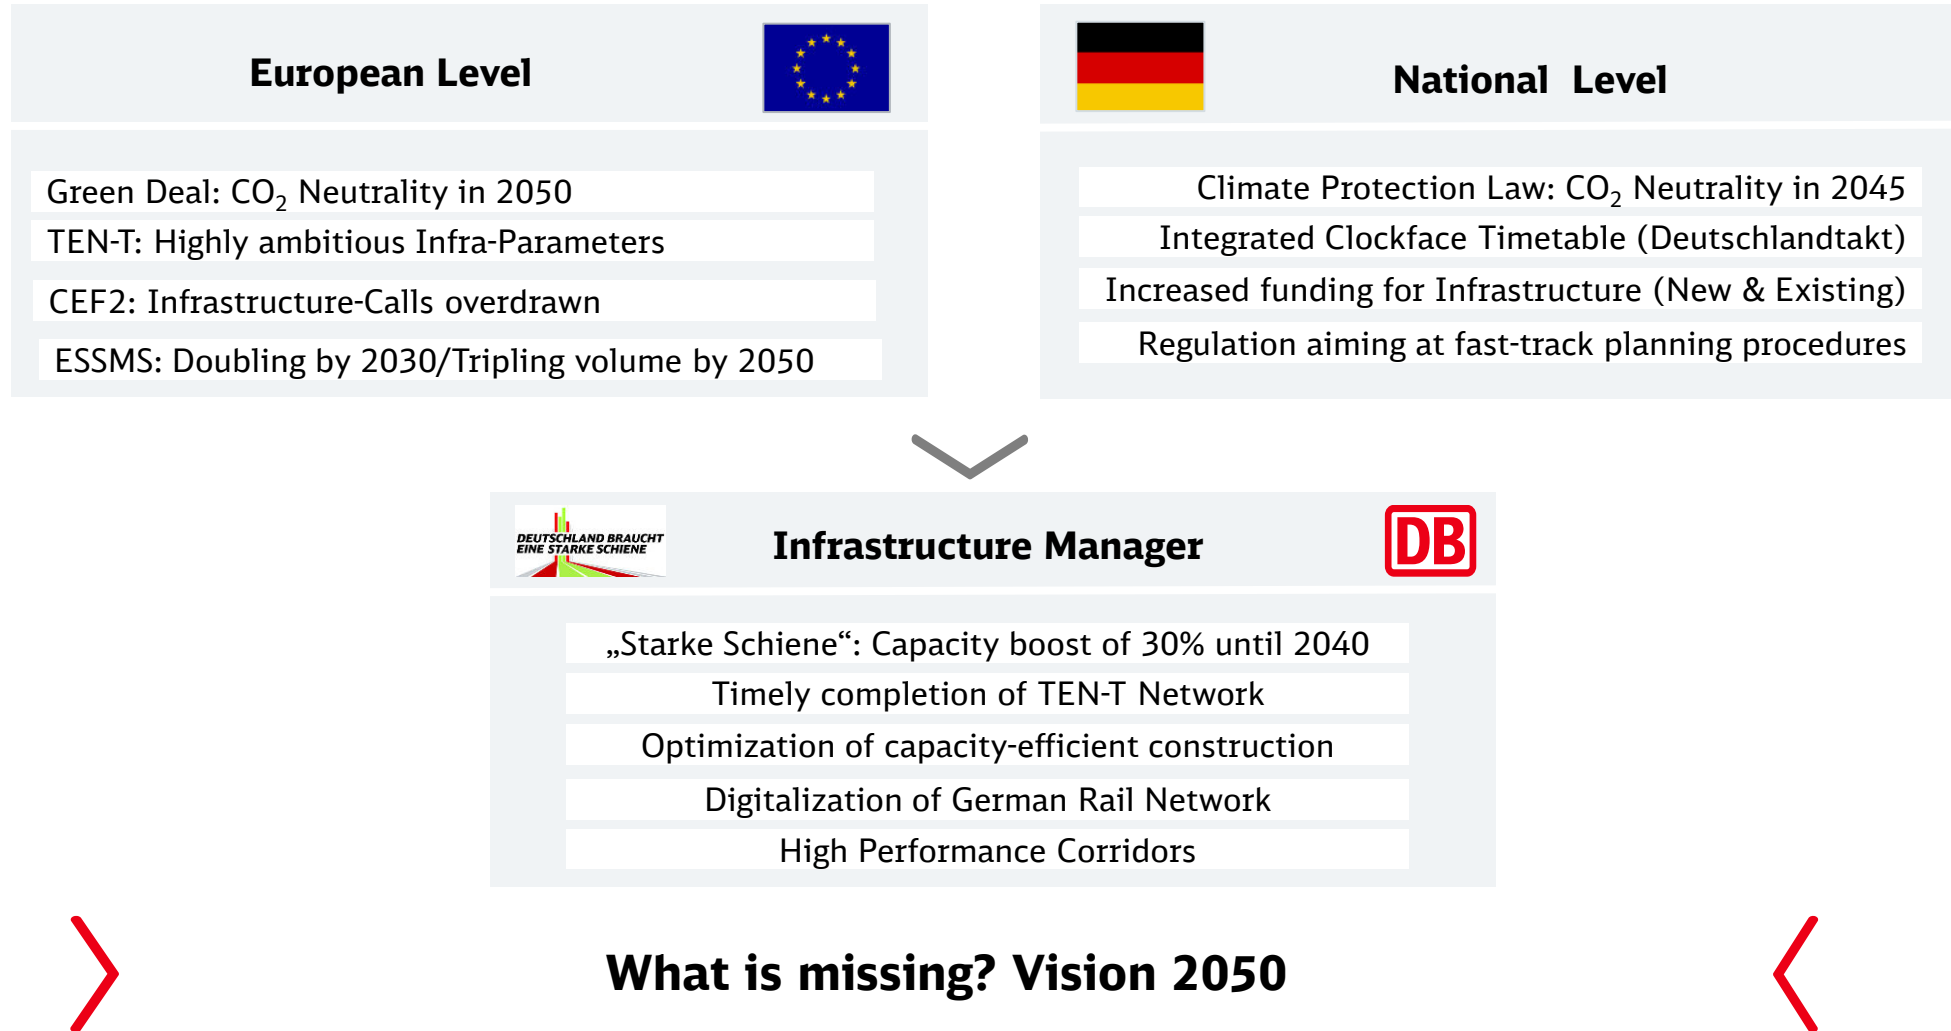 European Level
Green Deal: CO₂ Neutrality in 2050
TEN-T: Highly ambitious Infra-Parameters
CEF2: Infrastructure-Calls overdrawn
ESSMS: Doubling by 2030/Tripling volume by 2050
National Level
Climate Protection Law: CO₂ Neutrality in 2045
Integrated Clockface Timetable (Deutschlandtakt)
Increased funding for Infrastructure (New & Existing)
Regulation aiming at fast-track planning procedures
DEUTSCHLAND BRAUCHT
EINE STARKE SCHIENE
Infrastructure Manager
DB
„Starke Schiene“: Capacity boost of 30% until 2040
Timely completion of TEN-T Network
Optimization of capacity-efficient construction
Digitalization of German Rail Network
High Performance Corridors
What is missing? Vision 2050